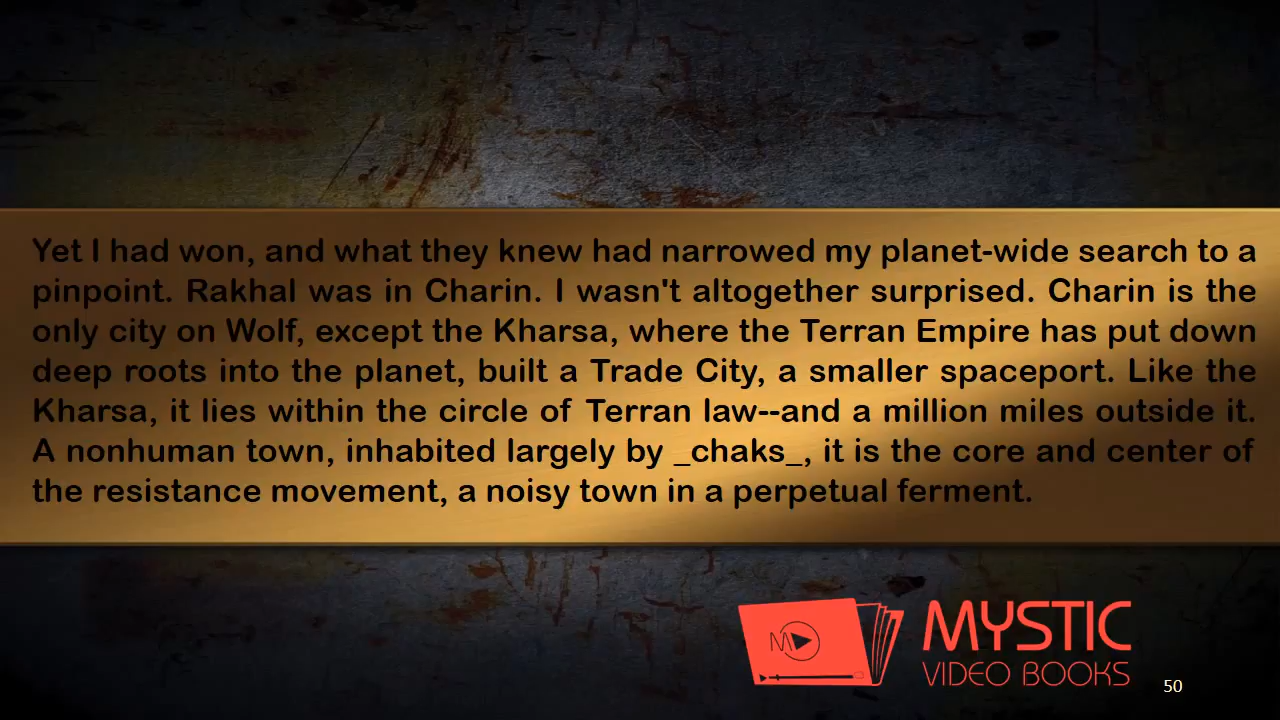 Yet I had won, and what they knew had narrowed my planet-wide search to a
pinpoint. Rakhal was in Charin. I wasn't altogether surprised. Charin is the
only city on Wolf, except the Kharsa, where the Terran Empire has put down
deep roots into the planet, built a Trade City, a smaller spaceport. Like the
Kharsa, it lies within the circle of Terran law--and a million miles outside it.
A nonhuman town, inhabited largely by _chaks_, it is the core and center of
the resistance movement, a noisy town in a perpetual ferment.
M
MYSTIC
VIDEO BOOKS
50